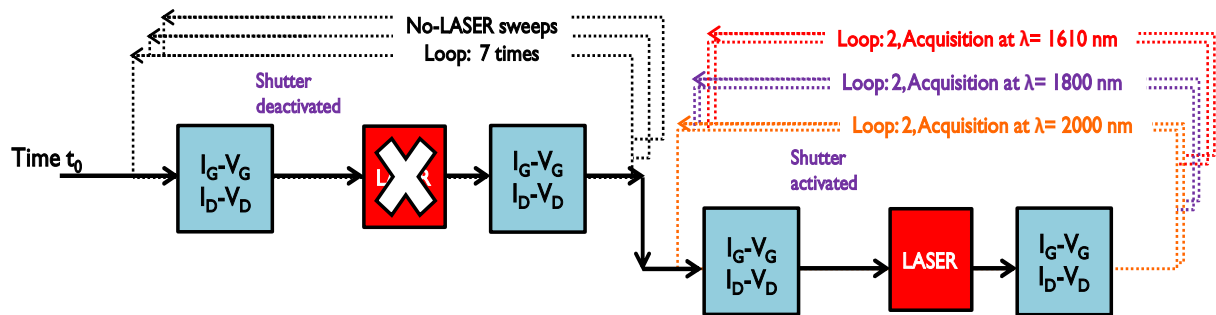 No-LASER sweeps
Loop: 7 times
Shutter
deactivated
Time t0
IG-VG
ID-VD
IG-VG
ID-VD
Loop: 2, Acquisition at λ= 1610 nm
Loop: 2, Acquisition at λ= 1800 nm
Loop: 2, Acquisition at λ= 2000 nm
Shutter
activated
IG-VG
ID-VD
LASER
IG-VG
ID-VD